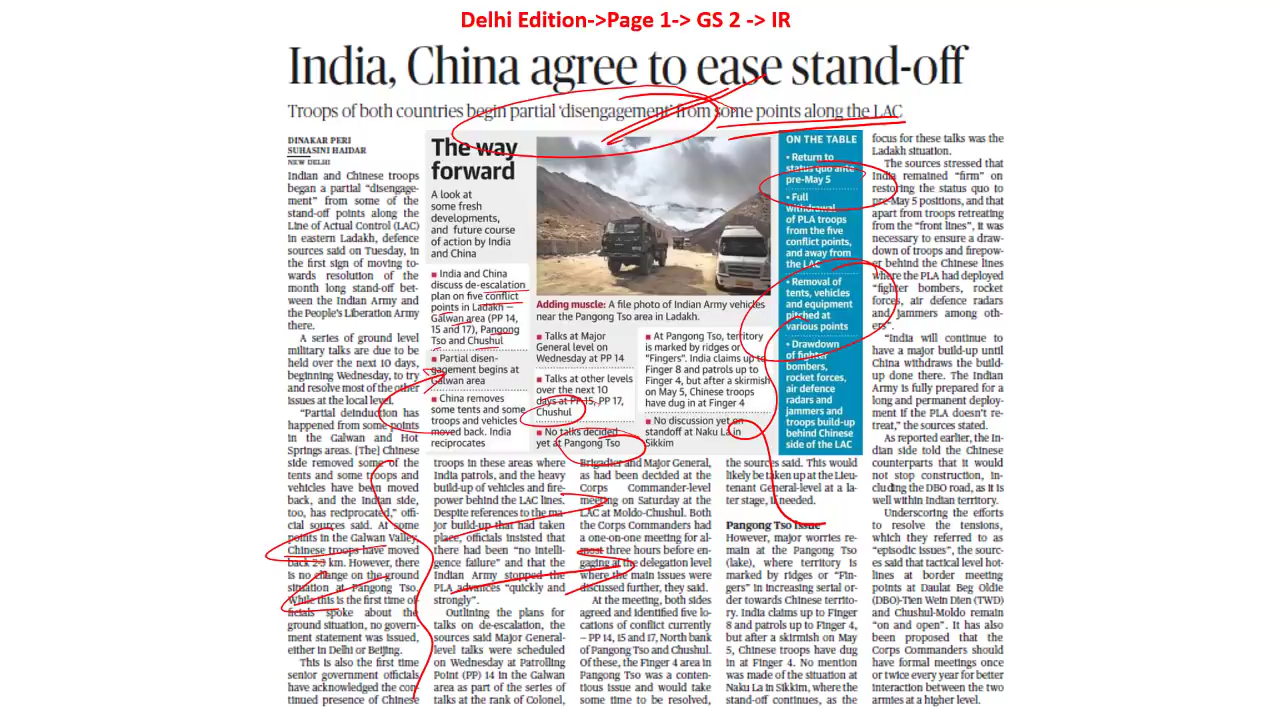 Delhi Edition->Page 1-> GS 2 -> IR
India, China agree to ease stand-off
Troops of both countries begin partial ‘disengagement’ from some points along the LAC
DINAKAR PERI
SUHASINI HAIDAR
NEW DELHI
Indian and Chinese troops
began a partial “disengage-
ment” from some of the
stand-off points along the
Line of Actual Control (LAC)
in eastern Ladakh, defence
sources said on Tuesday, in
the first sign of moving to-
wards resolution of the
month long stand-off bet-
ween the Indian Army and
the People’s Liberation Army
there.
A series of ground level
military talks are due to be
held over the next 10 days,
beginning Wednesday, to try
and resolve most of the other
issues at the local level.
“Partial deinduction has
happened from some points
in the Galwan and Hot
Springs areas. [The] Chinese
side removed some of the
tents and some troops and
vehicles have been moved
back, and the Indian side,
too, has reciprocated,” offi-
cial sources said. At some
points in the Galwan Valley,
Chinese troops have moved
back 2-3 km. However, there
is no change on the ground
situation at Pangong Tso.
While this is the first time of-
ficials spoke about the
ground situation, no govern-
ment statement was issued,
either in Delhi or Beijing.
This is also the first time
senior government officials
have acknowledged the con-
tinued presence of Chinese
The way
forward
A look at
some fresh
developments,
and future course
of action by India
and China
■ India and China
discuss de-escalation
plan on five conflict
points in Ladakh –
Galwan area (PP 14,
15 and 17), Pangong
Tso and Chushul
■ Partial disen-
gagement begins at
Galwan area
■ China removes
some tents and some
troops and vehicles
moved back. India
reciprocates
Adding muscle: A file photo of Indian Army vehicles
near the Pangong Tso area in Ladakh.
■ Talks at Major
General level on
Wednesday at PP 14
■ Talks at other levels
over the next 10
days at PP 15, PP 17,
Chushul
■ No talks decided
yet at Pangong Tso
■ At Pangong Tso, territory
is marked by ridges or
“Fingers”. India claims up to
Finger 8 and patrols up to
Finger 4, but after a skirmish
on May 5, Chinese troops
have dug in at Finger 4
■ No discussion yet on
standoff at Naku La in
Sikkim
ON THE TABLE
• Return to
status quo ante
pre-May 5
• Full
withdrawal
of PLA troops
from the five
conflict points,
and away from
the LAC
• Removal of
tents, vehicles
and equipment
pitched at
various points
• Drawdown
of fighter
bombers,
rocket forces,
air defence
radars and
jammers and
troops build-up
behind Chinese
side of the LAC
troops in these areas where
India patrols, and the heavy
build-up of vehicles and fire-
power behind the LAC lines.
Despite references to the ma-
jor build-up that had taken
place, officials insisted that
there had been “no intelli-
gence failure” and that the
Indian Army stopped the
PLA advances “quickly and
strongly”.
Outlining the plans for
talks on de-escalation, the
sources said Major General-
level talks were scheduled
on Wednesday at Patrolling
Point (PP) 14 in the Galwan
area as part of the series of
talks at the rank of Colonel,
Brigadier and Major General,
as had been decided at the
Corps Commander-level
meeting on Saturday at the
LAC at Moldo-Chushul. Both
the Corps Commanders had
a one-on-one meeting for al-
most three hours before en-
gaging at the delegation level
where the main issues were
discussed further, they said.
At the meeting, both sides
agreed and identified five lo-
cations of conflict currently
– PP 14, 15 and 17, North bank
of Pangong Tso and Chushul.
Of these, the Finger 4 area in
Pangong Tso was a conten-
tious issue and would take
some time to be resolved,
the sources said. This would
likely be taken up at the Lieu-
tenant General-level at a la-
ter stage, if needed.
Pangong Tso issue
However, major worries re-
main at the Pangong Tso
(lake), where territory is
marked by ridges or “Fin-
gers” in increasing serial or-
der towards Chinese territo-
ry. India claims up to Finger
8 and patrols up to Finger 4,
but after a skirmish on May
5, Chinese troops have dug
in at Finger 4. No mention
was made of the situation at
Naku La in Sikkim, where the
stand-off continues, as the
focus for these talks was the
Ladakh situation.
The sources stressed that
India remained “firm” on
restoring the status quo to
pre-May 5 positions, and that
apart from troops retreating
from the “front lines”, it was
necessary to ensure a draw-
down of troops and firepow-
er behind the Chinese lines
where the PLA had deployed
“fighter bombers, rocket
forces, air defence radars
and jammers among oth-
ers”.
“India will continue to
have a major build-up until
China withdraws the build-
up done there. The Indian
Army is fully prepared for a
long and permanent deploy-
ment if the PLA doesn’t re-
treat,” the sources stated.
As reported earlier, the In-
dian side told the Chinese
counterparts that it would
not stop construction, in-
cluding the DBO road, as it is
well within Indian territory.
Underscoring the efforts
to resolve the tensions,
which they referred to as
“episodic issues”, the sourc-
es said that tactical level hot-
lines at border meeting
points at Daulat Beg Oldie
(DBO)-Tien Wein Dien (TWD)
and Chushul-Moldo remain
“on and open”. It has also
been proposed that the
Corps Commanders should
have formal meetings once
or twice every year for better
interaction between the two
armies at a higher level.